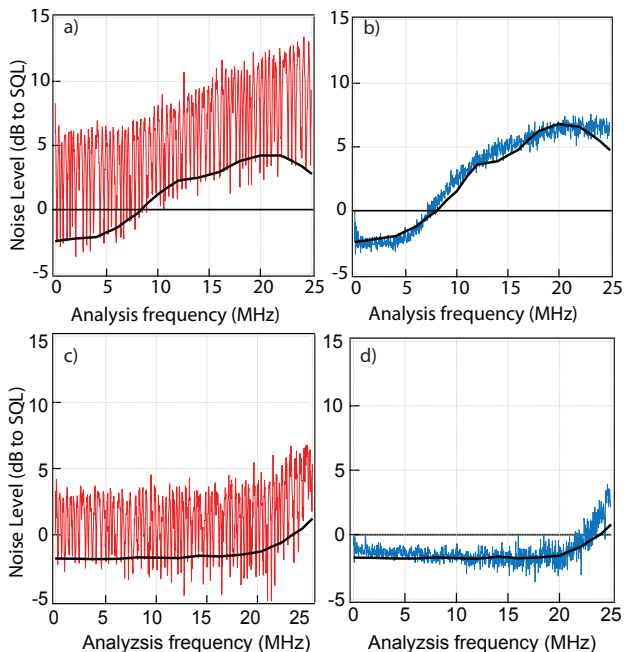 15
a)
10
5
0
-5
0 5 10 15 20 25
Noise Level (dB to SQL)
Analysis frequency (MHz)
15
b)
10
5
0
-5
0 5 10 15 20 25
Analysis frequency (MHz)
15
c)
10
5
0
-5
0 5 10 15 20 25
Noise Level (dB to SQL)
Analyzsis frequency (MHz)
15
d)
10
5
0
-5
0 5 10 15 20 25
Analyzsis frequency (MHz)